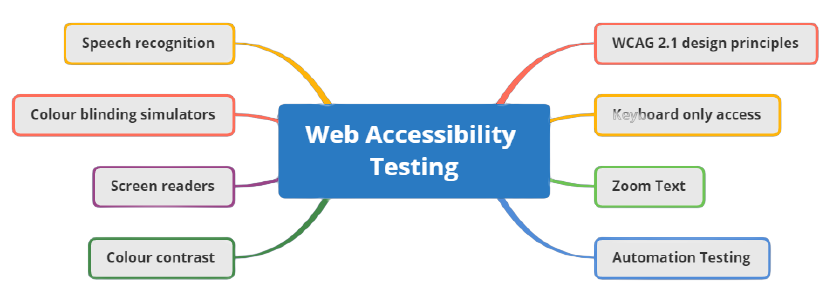 Speech recognition
WCAG 2.1 design principles
Colour blinding simulators
Keyboard only access
Web Accessibility
Testing
Screen readers
Zoom Text
Colour contrast
Automation Testing